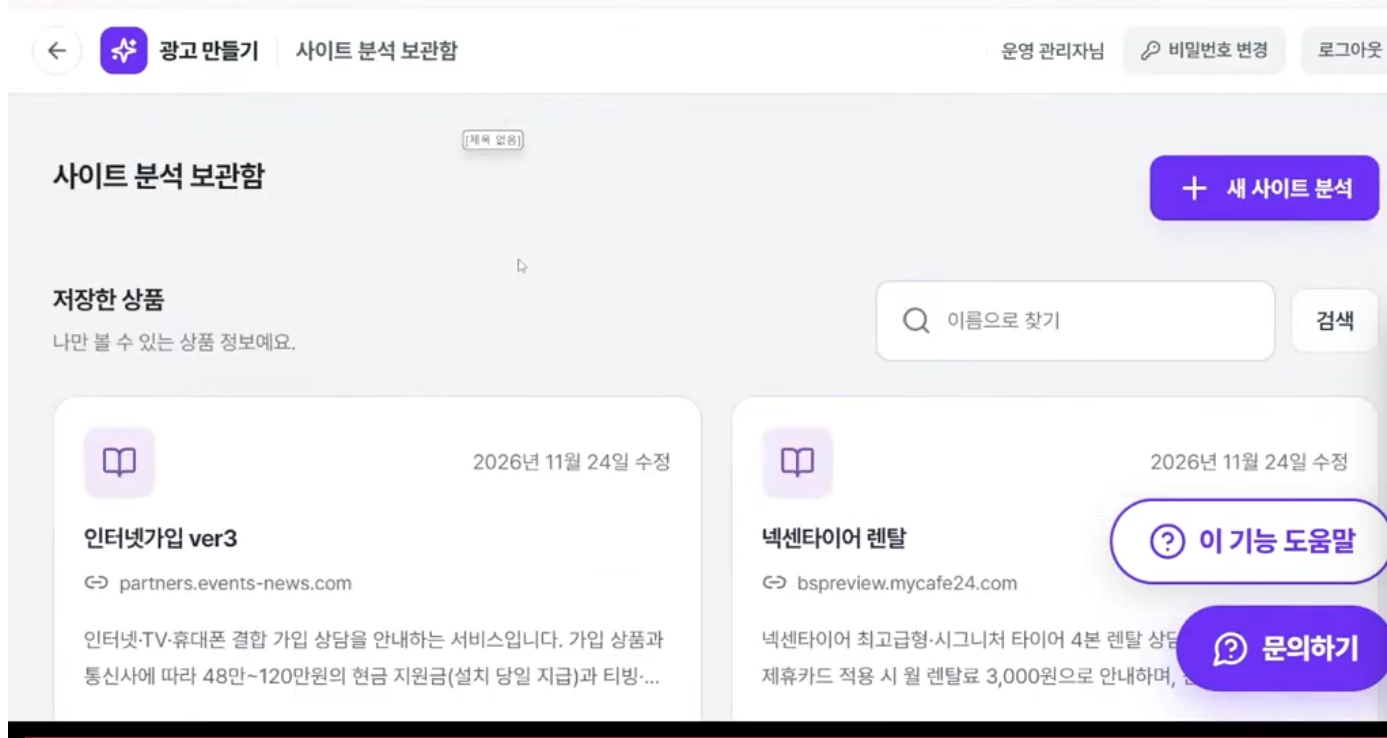 광고 만들기 사이트 분석 보관함 운영 관리자님 비밀번호 변경 로그아웃
[제목 없음]
사이트 분석 보관함
+ 새 사이트 분석
저장한 상품
나만 볼 수 있는 상품 정보예요.
이름으로 찾기 검색
2026년 11월 24일 수정
인터넷가입 ver3
partners.events-news.com
인터넷·TV·휴대폰 결합 가입 상담을 안내하는 서비스입니다. 가입 상품과
통신사에 따라 48만~120만원의 현금 지원금(설치 당일 지급)과 티빙·...
2026년 11월 24일 수정
넥센타이어 렌탈
bspreview.mycafe24.com
넥센타이어 최고급형·시그니처 타이어 4본 렌탈
제휴카드 적용 시 월 렌탈료 3,000원으로 안내하며,
이 기능 도움말
문의하기